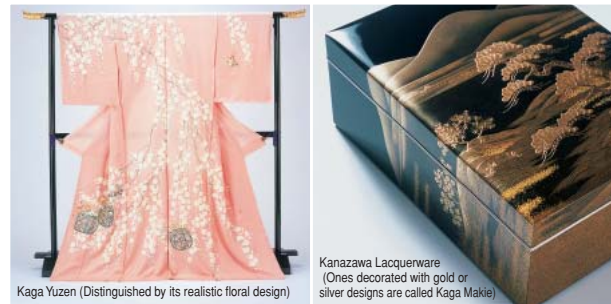 Kaga Yuzen (Distinguished by its realistic floral design)
Kanazawa Lacquerware
(Ones decorated with gold or
silver designs are called Kaga Makie)